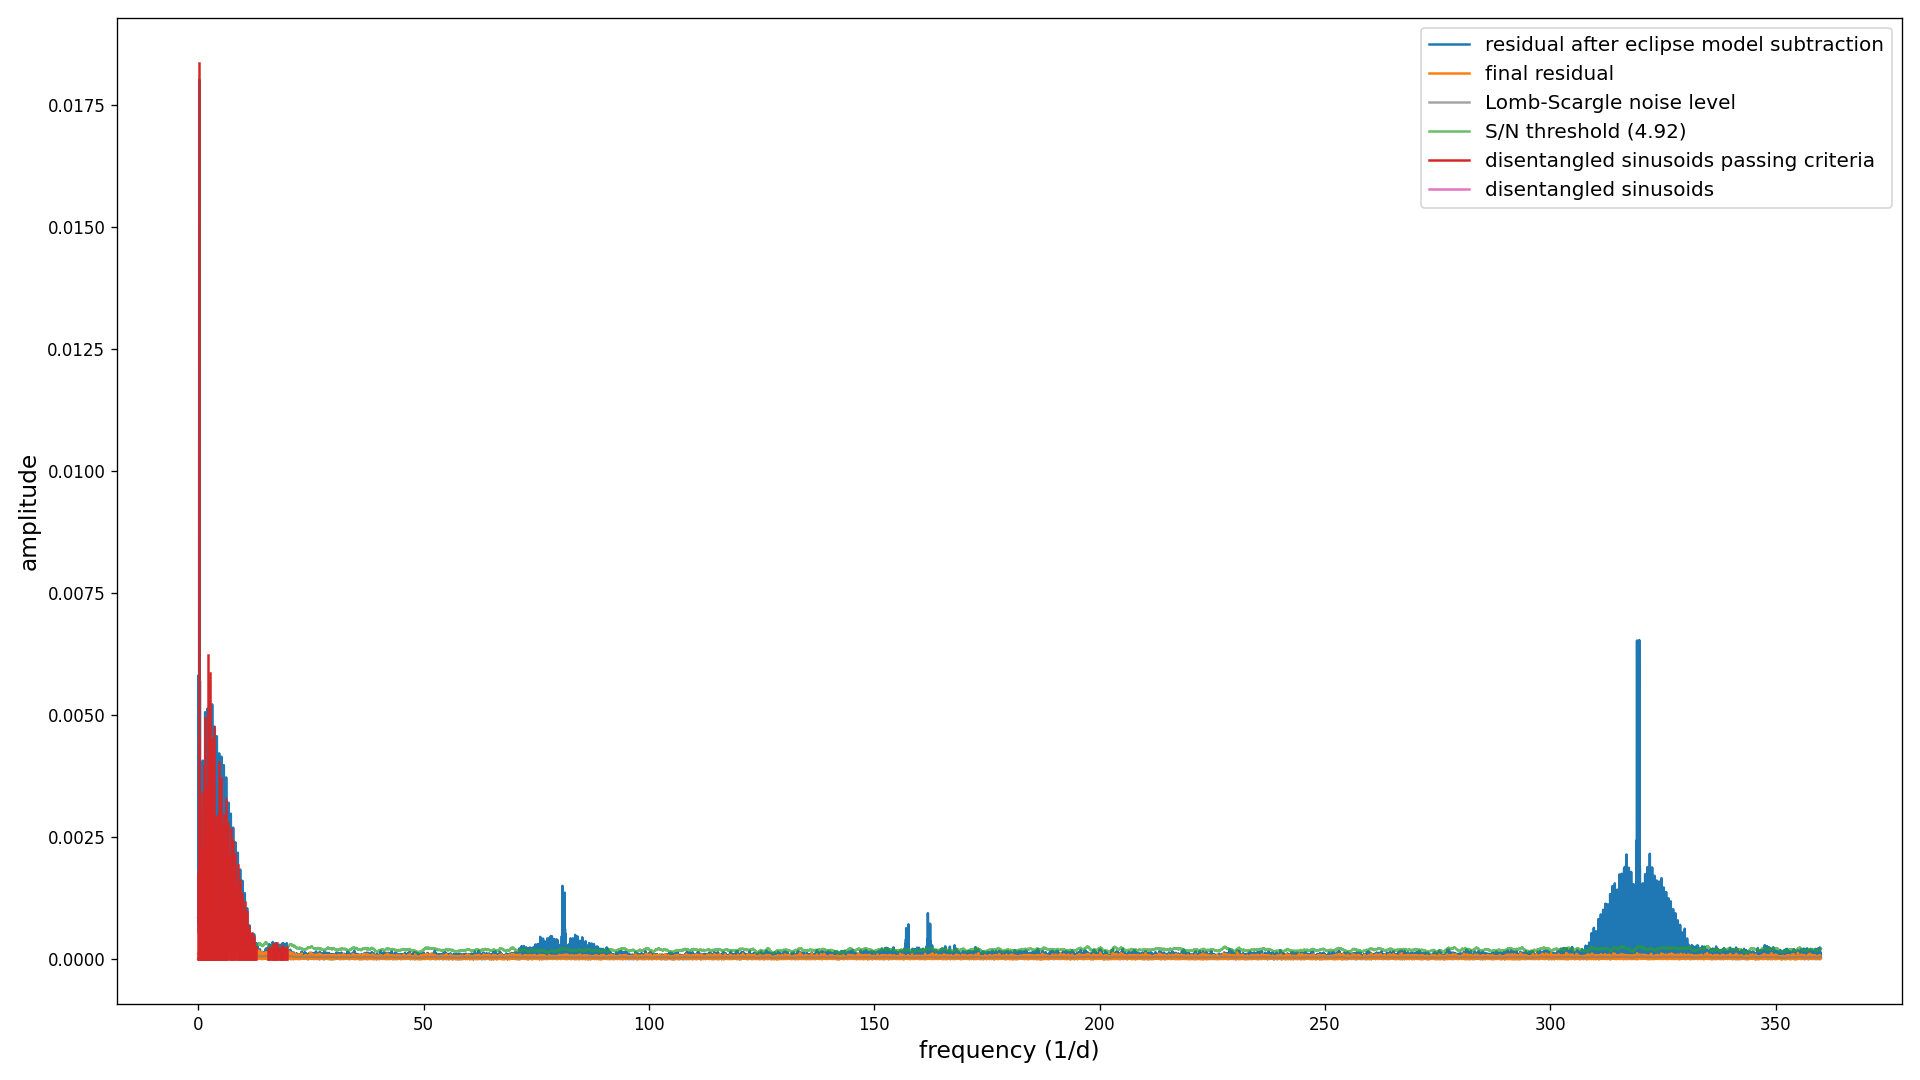 residual after eclipse model subtraction
final residual
Lomb-Scargle noise level
S/N threshold (4.92)
disentangled sinusoids passing criteria
disentangled sinusoids
0.0175
0.0150
0.0125
0.0100
0.0075
0.0050
0.0025
0.0000
amplitude
0 50 100 150 200 250 300 350
frequency (1/d)